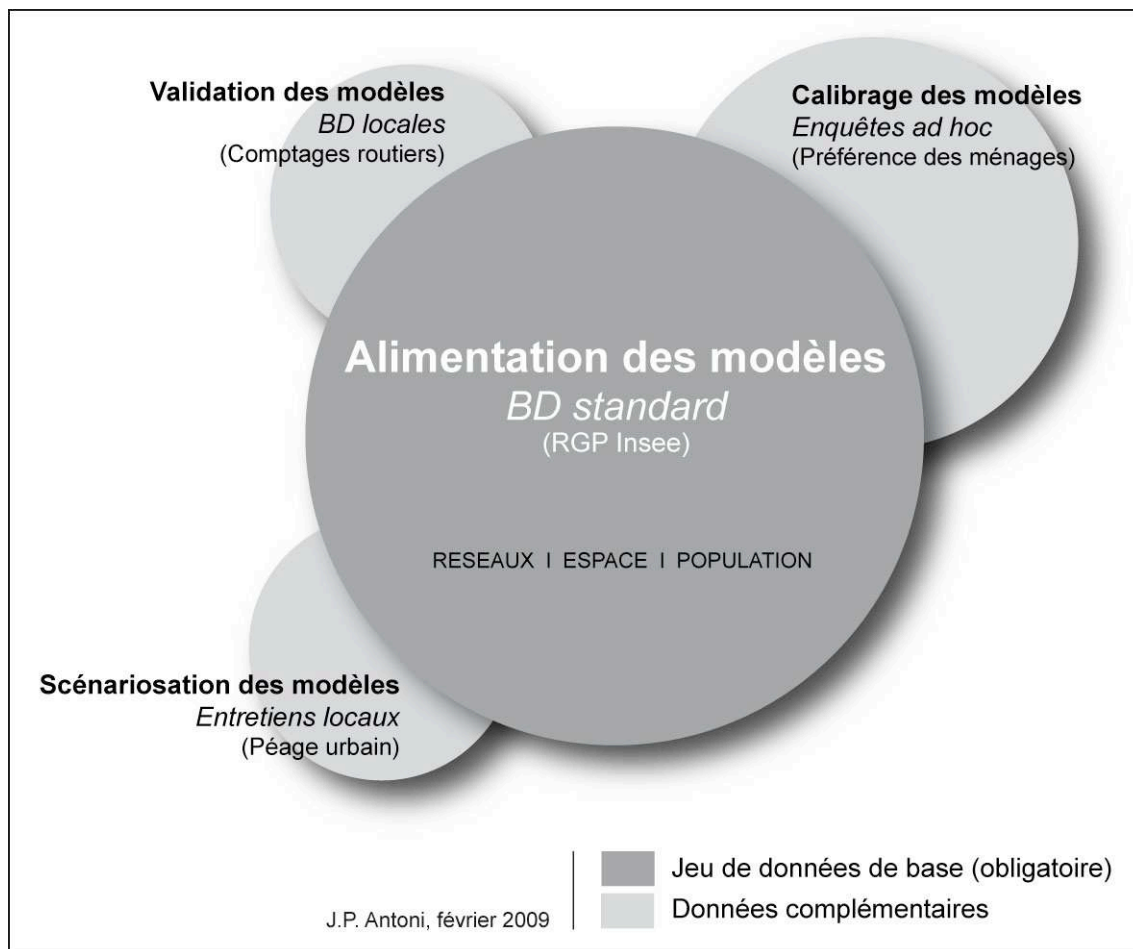 Validation des modèles
BD locales
(Comptages routiers)
Calibrage des modèles
Enquêtes ad hoc
(Préférence des ménages)
Alimentation des modèles
BD standard
(RGP Insee)
RESEAUX I ESPACE I POPULATION
Scénariosation des modèles
Entretiens locaux
(Péage urbain)
J.P. Antoni, février 2009
Jeu de données de base (obligatoire)
Données complémentaires